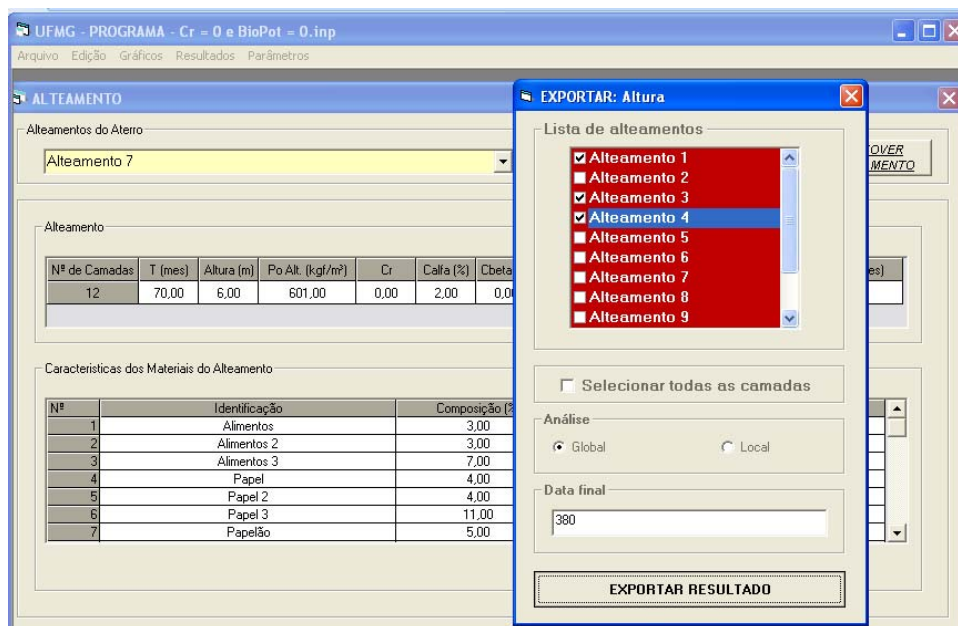 UFMG - PROGRAMA - Cr = 0 e BioPot = 0.inp
Arquivo Edição Gráficos Resultados Parâmetros
ALTEAMENTO
Alteamentos do Aterro
Alteamento 7
OVER
MENTO
Alteamento
Nº de Camadas T (mes) Altura (m) Po Alt. (kgf/m³) Cr Calfa (%) Cbeta es)
12 70,00 6,00 601,00 0,00 2,00 0,00
Caracteristicas dos Materiais do Alteamento
Nº Identificação Composição (%
1 Alimentos 3,00
2 Alimentos 2 3,00
3 Alimentos 3 7,00
4 Papel 4,00
5 Papel 2 4,00
6 Papel 3 11,00
7 Papelão 5,00
EXPORTAR: Altura
Lista de alteamentos
Alteamento 1
Alteamento 2
Alteamento 3
Alteamento 4
Alteamento 5
Alteamento 6
Alteamento 7
Alteamento 8
Alteamento 9
Selecionar todas as camadas
Análise
Global Local
Data final
380
EXPORTAR RESULTADO